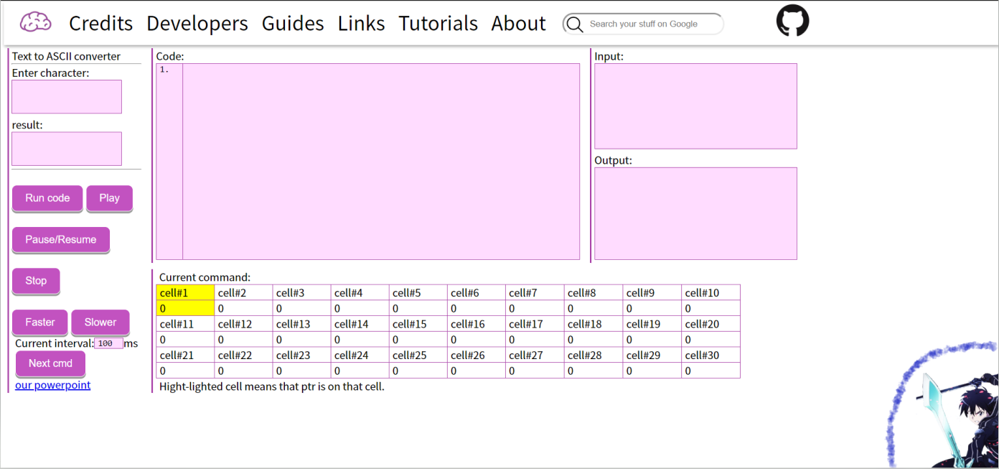 Credits Developers Guides Links Tutorials About Search your stuff on Google
Text to ASCII converter
Enter character:
result:
Run code Play
Pause/Resume
Stop
Faster Slower
Current interval: 100 ms
Next cmd
our powerpoint
Code:
1.
Input:
Output:
Current command:
cell#1 cell#2 cell#3 cell#4 cell#5 cell#6 cell#7 cell#8 cell#9 cell#10
0 0 0 0 0 0 0 0 0 0
cell#11 cell#12 cell#13 cell#14 cell#15 cell#16 cell#17 cell#18 cell#19 cell#20
0 0 0 0 0 0 0 0 0 0
cell#21 cell#22 cell#23 cell#24 cell#25 cell#26 cell#27 cell#28 cell#29 cell#30
0 0 0 0 0 0 0 0 0 0
Hight-lighted cell means that ptr is on that cell.